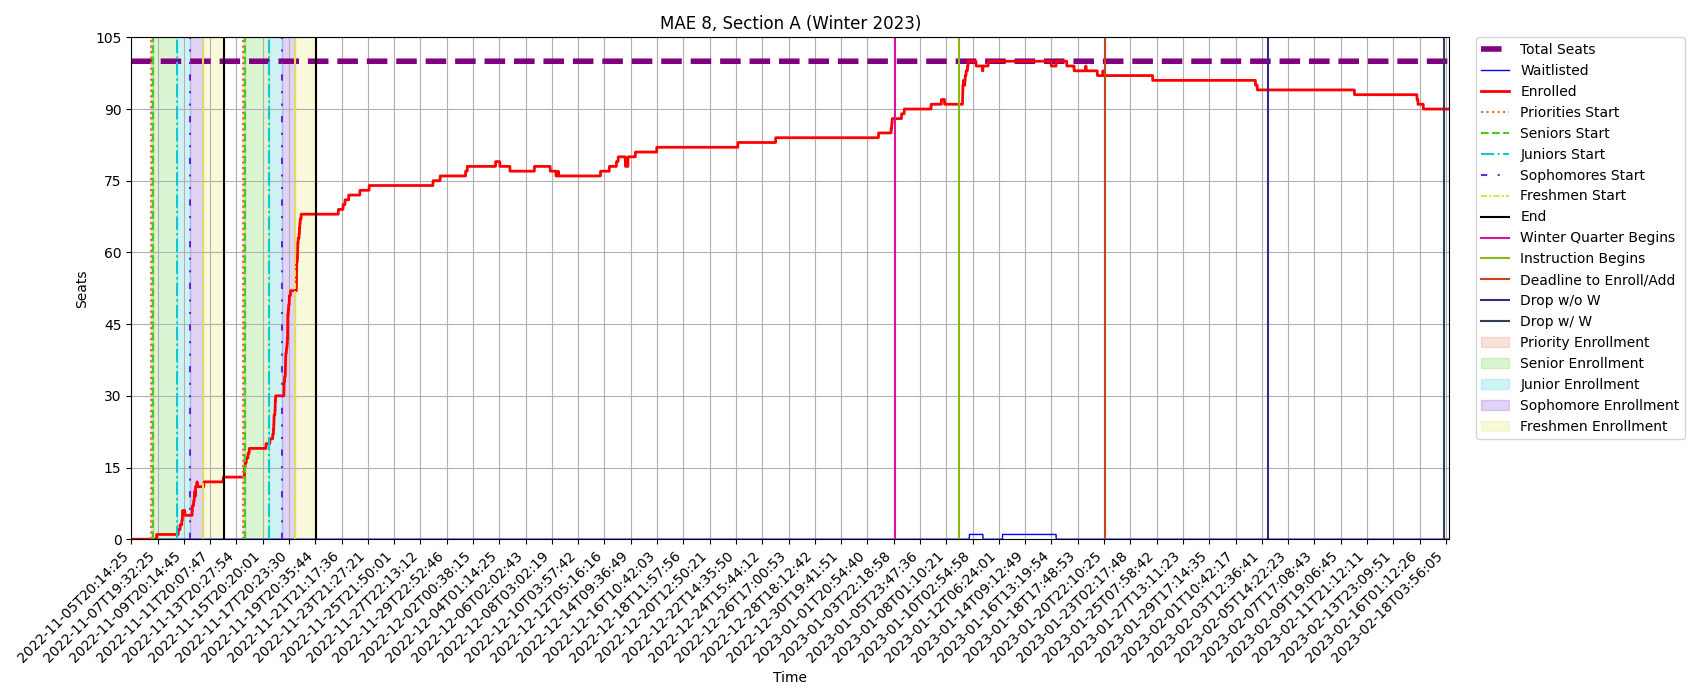 MAE 8, Section A (Winter 2023)
105
90
75
60
45
30
15
0
Seats
2022-11-05T20:14:25
2022-11-07T19:32:25
2022-11-09T20:14:45
2022-11-11T20:07:47
2022-11-13T20:27:54
2022-11-15T20:20:01
2022-11-17T20:23:30
2022-11-19T20:35:44
2022-11-21T21:17:36
2022-11-23T21:27:21
2022-11-25T21:50:01
2022-11-27T22:13:12
2022-11-29T22:52:46
2022-12-02T00:38:15
2022-12-04T01:14:25
2022-12-06T02:02:43
2022-12-08T03:02:19
2022-12-10T03:57:42
2022-12-12T05:16:16
2022-12-14T09:36:49
2022-12-16T10:42:03
2022-12-18T11:57:56
2022-12-20T12:50:21
2022-12-22T14:35:50
2022-12-24T15:44:12
2022-12-26T17:00:53
2022-12-28T18:12:42
2022-12-30T19:41:51
2023-01-01T20:54:40
2023-01-03T22:18:58
2023-01-05T23:47:36
2023-01-08T01:10:21
2023-01-10T02:54:58
2023-01-12T06:24:01
2023-01-14T09:12:49
2023-01-16T13:19:54
2023-01-18T17:48:53
2023-01-20T22:10:25
2023-01-23T02:17:48
2023-01-25T07:58:42
2023-01-27T13:11:23
2023-01-29T17:14:35
2023-02-01T10:42:17
2023-02-03T12:36:41
2023-02-05T14:22:23
2023-02-07T17:08:43
2023-02-09T19:06:45
2023-02-11T21:12:11
2023-02-13T23:09:51
2023-02-16T01:12:26
2023-02-18T03:56:05
Time
Total Seats
Waitlisted
Enrolled
Priorities Start
Seniors Start
Juniors Start
Sophomores Start
Freshmen Start
End
Winter Quarter Begins
Instruction Begins
Deadline to Enroll/Add
Drop w/o W
Drop w/ W
Priority Enrollment
Senior Enrollment
Junior Enrollment
Sophomore Enrollment
Freshmen Enrollment